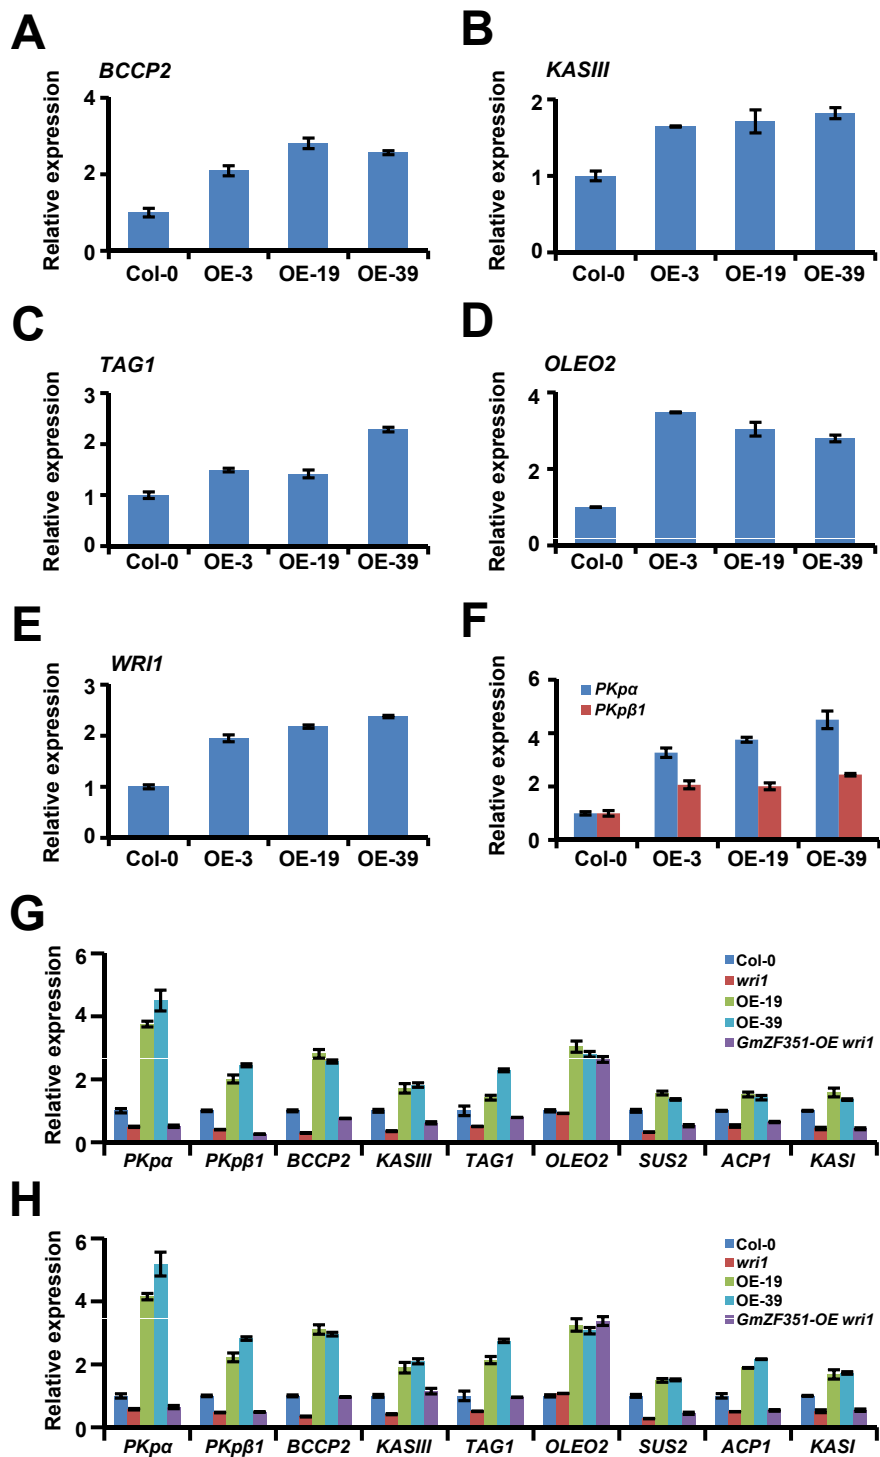 A
BCCP2
Relative expression
4
2
0
Col-0 OE-3 OE-19 OE-39
B
KASIII
Relative expression
2
1
0
Col-0 OE-3 OE-19 OE-39
C
TAG1
Relative expression
3
2
1
0
Col-0 OE-3 OE-19 OE-39
D
OLEO2
Relative expression
4
2
0
Col-0 OE-3 OE-19 OE-39
E
WRI1
Relative expression
3
2
1
0
Col-0 OE-3 OE-19 OE-39
F
PKpα
PKpβ1
Relative expression
6
4
2
0
Col-0 OE-3 OE-19 OE-39
G
Relative expression
6
4
2
0
Col-0
wri1
OE-19
OE-39
GmZF351-OE wri1
PKpα PKpβ1 BCCP2 KASIII TAG1 OLEO2 SUS2 ACP1 KASI
H
Relative expression
6
4
2
0
Col-0
wri1
OE-19
OE-39
GmZF351-OE wri1
PKpα PKpβ1 BCCP2 KASIII TAG1 OLEO2 SUS2 ACP1 KASI